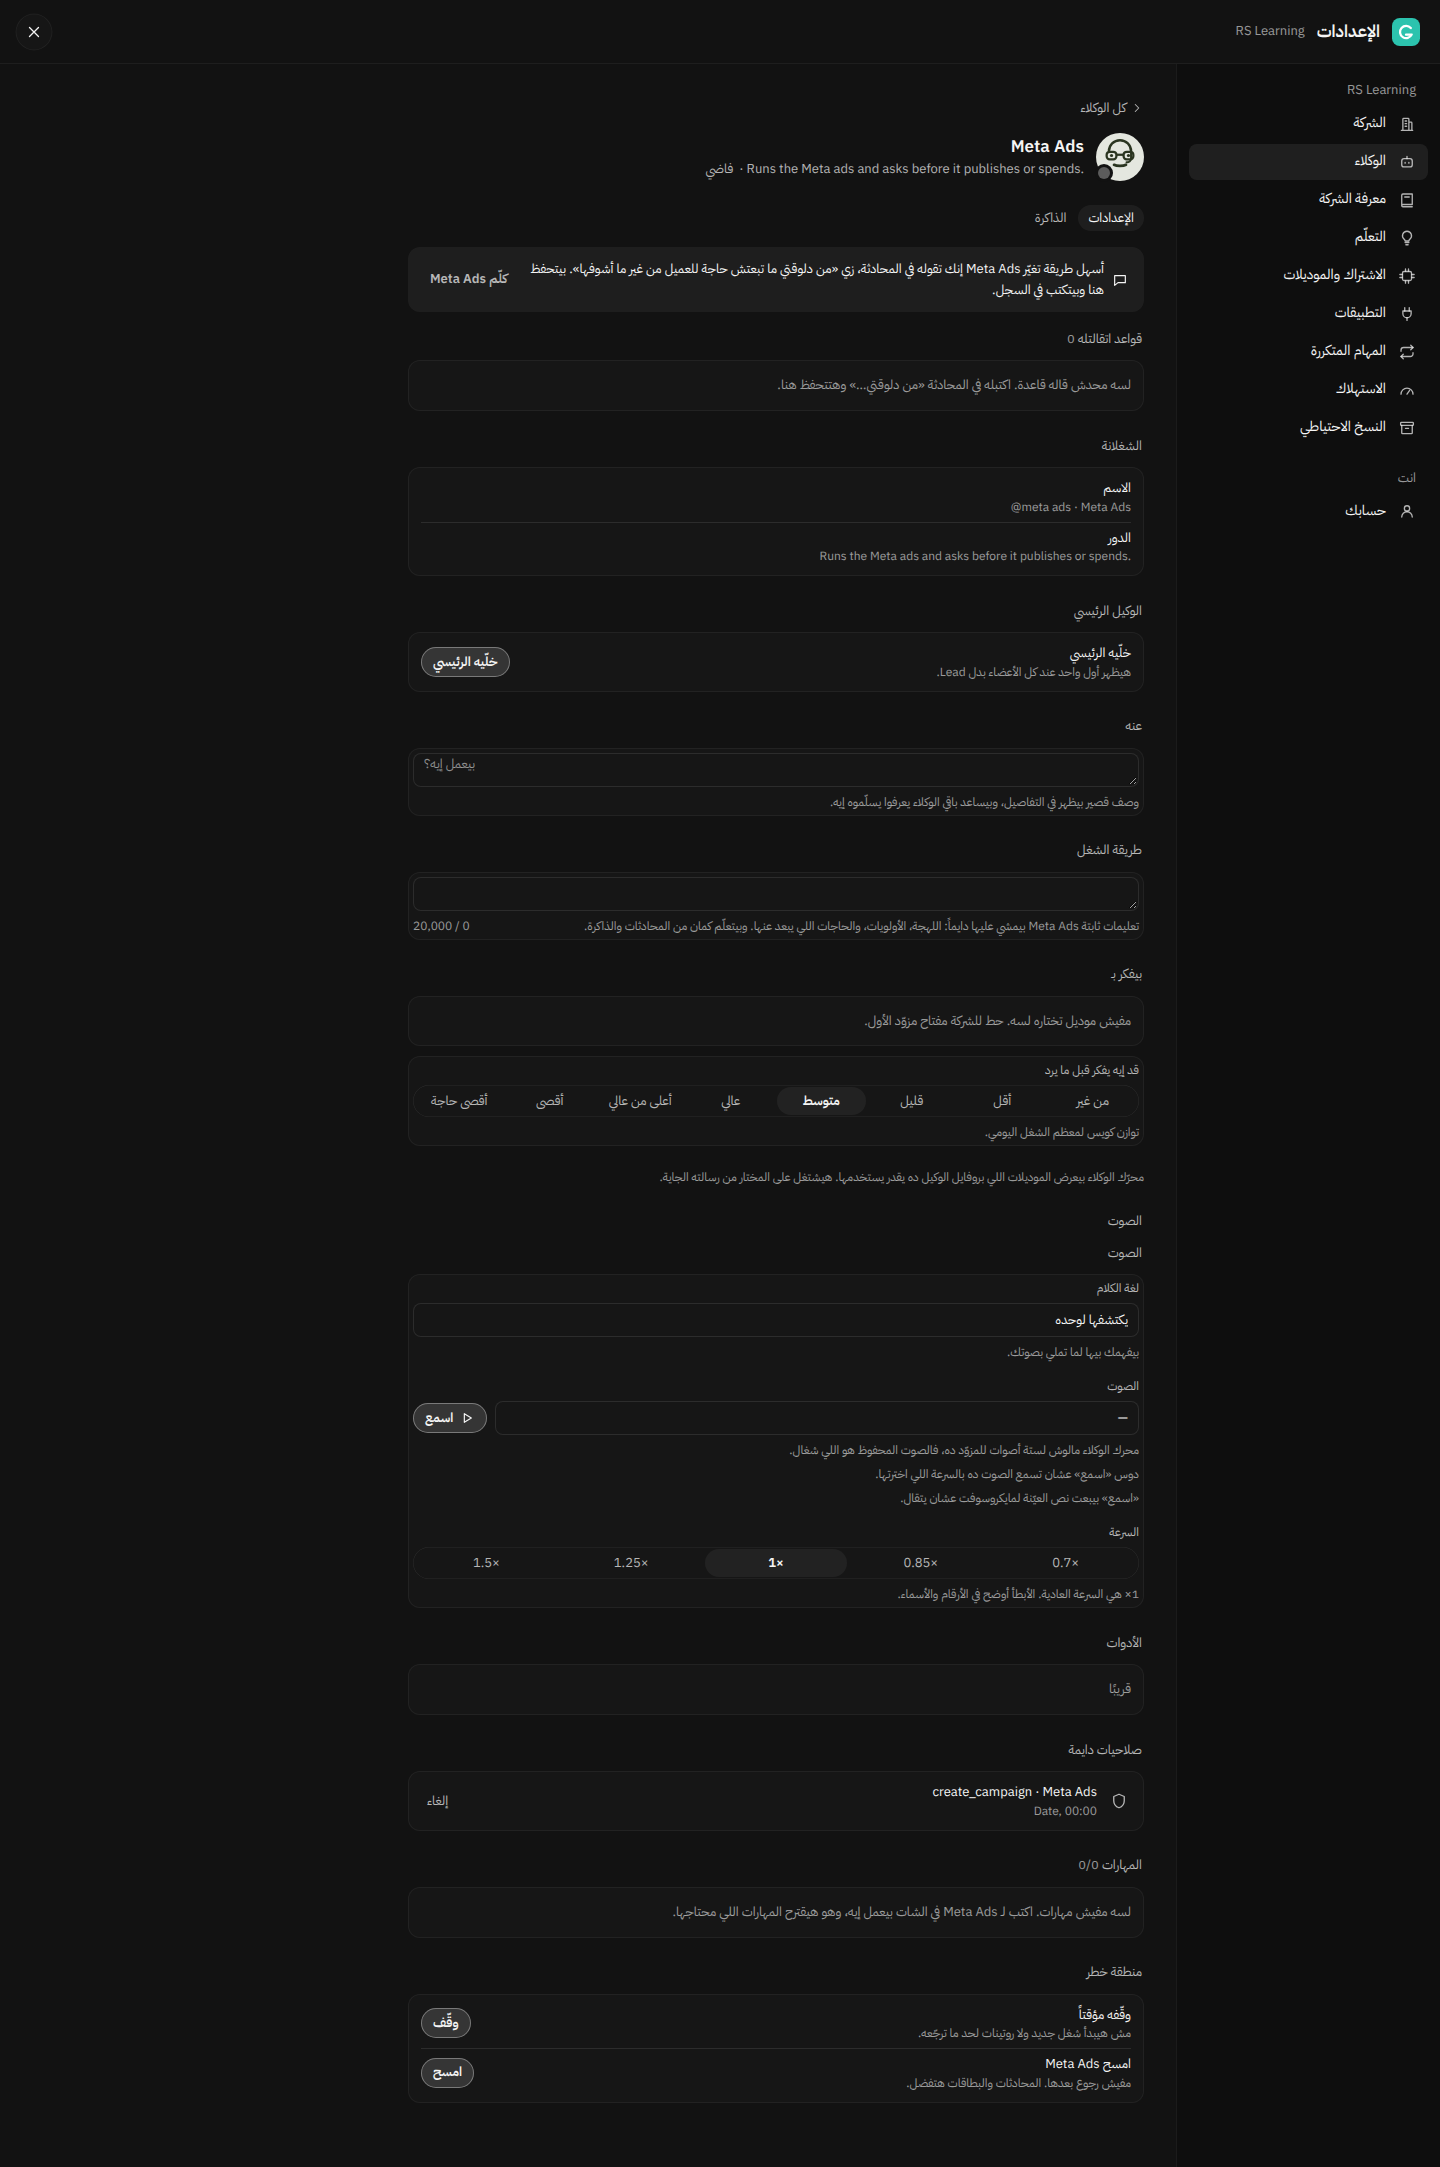 الإعدادات RS Learning
RS Learning
الشركة
الوكلاء
معرفة الشركة
التعلّم
الاشتراك والموديلات
التطبيقات
المهام المتكررة
الاستهلاك
النسخ الاحتياطي
انت
حسابك
كل الوكلاء
Meta Ads
Runs the Meta ads and asks before it publishes or spends. · فاضي
الإعدادات الذاكرة
أسهل طريقة تغيّر Meta Ads إنك تقوله في المحادثة، زي «من دلوقتي ما تبعتش حاجة للعميل من غير ما أشوفها». بيتحفظ
هنا وبيتكتب في السجل.
كلّم Meta Ads
قواعد اتقالتله 0
لسه محدش قاله قاعدة. اكتبله في المحادثة «من دلوقتي...» وهتتحفظ هنا.
الشغلانة
الاسم
@meta ads · Meta Ads
الدور
Runs the Meta ads and asks before it publishes or spends.
الوكيل الرئيسي
خلّيه الرئيسي
هيظهر أول واحد عند كل الأعضاء بدل Lead.
خلّيه الرئيسي
عنه
بيعمل إيه؟
وصف قصير بيظهر في التفاصيل، وبيساعد باقي الوكلاء يعرفوا يسلّموه إيه.
طريقة الشغل
تعليمات ثابتة Meta Ads بيمشي عليها دايماً: اللهجة، الأولويات، والحاجات اللي يبعد عنها. وبيتعلّم كمان من المحادثات والذاكرة.
20,000 / 0
بيفكر بـ
مفيش موديل تختاره لسه. حط للشركة مفتاح مزوّد الأول.
قد إيه يفكر قبل ما يرد
من غير أقل قليل متوسط عالي أعلى من عالي أقصى أقصى حاجة
توازن كويس لمعظم الشغل اليومي.
محرّك الوكلاء بيعرض الموديلات اللي بروفايل الوكيل ده يقدر يستخدمها. هيشتغل على المختار من رسالته الجاية.
الصوت
الصوت
لغة الكلام
يكتشفها لوحده
بيفهمك بيها لما تملي بصوتك.
الصوت
—
اسمع
محرك الوكلاء مالوش لستة أصوات للمزوّد ده، فالصوت المحفوظ هو اللي شغال.
دوس «اسمع» عشان تسمع الصوت ده بالسرعة اللي اخترتها.
«اسمع» بيبعت نص العيّنة لمايكروسوفت عشان يتقال.
السرعة
0.7× 0.85× 1× 1.25× 1.5×
1× هي السرعة العادية. الأبطأ أوضح في الأرقام والأسماء.
الأدوات
قريبًا
صلاحيات دايمة
create_campaign · Meta Ads
Date, 00:00
إلغاء
المهارات 0/0
لسه مفيش مهارات. اكتب لـ Meta Ads في الشات بيعمل إيه، وهو هيقترح المهارات اللي محتاجها.
منطقة خطر
وقّفه مؤقتاً
مش هيبدأ شغل جديد ولا روتينات لحد ما ترجّعه.
وقّف
امسح Meta Ads
مفيش رجوع بعدها. المحادثات والبطاقات هتفضل.
امسح